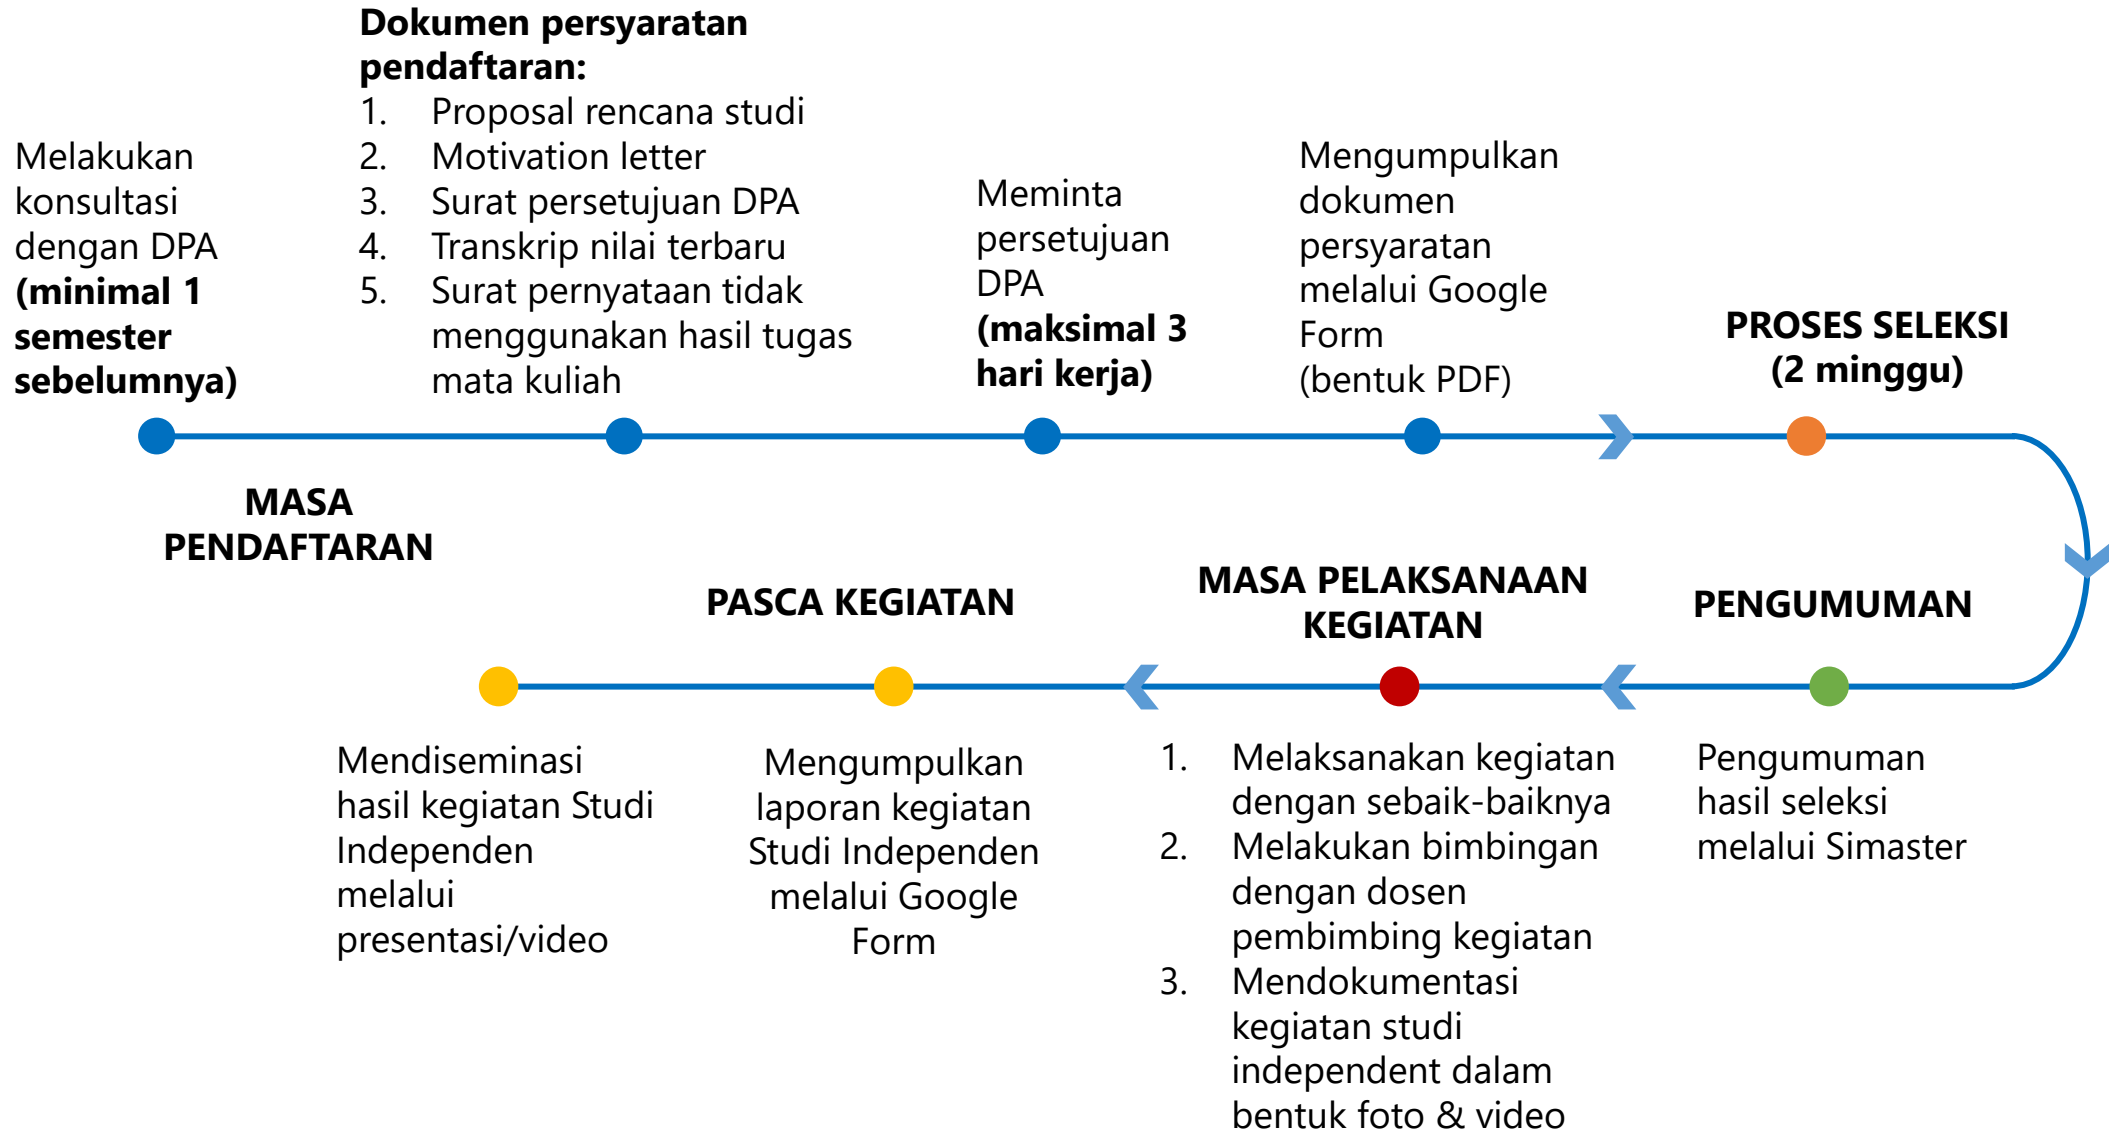 Melakukan
konsultasi
dengan DPA
(minimal 1
semester
sebelumnya)
Dokumen persyaratan
pendaftaran:
1. Proposal rencana studi
2. Motivation letter
3. Surat persetujuan DPA
4. Transkrip nilai terbaru
5. Surat pernyataan tidak
menggunakan hasil tugas
mata kuliah
Meminta
persetujuan
DPA
(maksimal 3
hari kerja)
Mengumpulkan
dokumen
persyaratan
melalui Google
Form
(bentuk PDF)
PROSES SELEKSI
(2 minggu)
MASA
PENDAFTARAN
PENGUMUMAN
Pengumuman
hasil seleksi
melalui Simaster
MASA PELAKSANAAN
KEGIATAN
1. Melaksanakan kegiatan
dengan sebaik-baiknya
2. Melakukan bimbingan
dengan dosen
pembimbing kegiatan
3. Mendokumentasi
kegiatan studi
independent dalam
bentuk foto & video
PASCA KEGIATAN
Mengumpulkan
laporan kegiatan
Studi Independen
melalui Google
Form
Mendiseminasi
hasil kegiatan Studi
Independen
melalui
presentasi/video